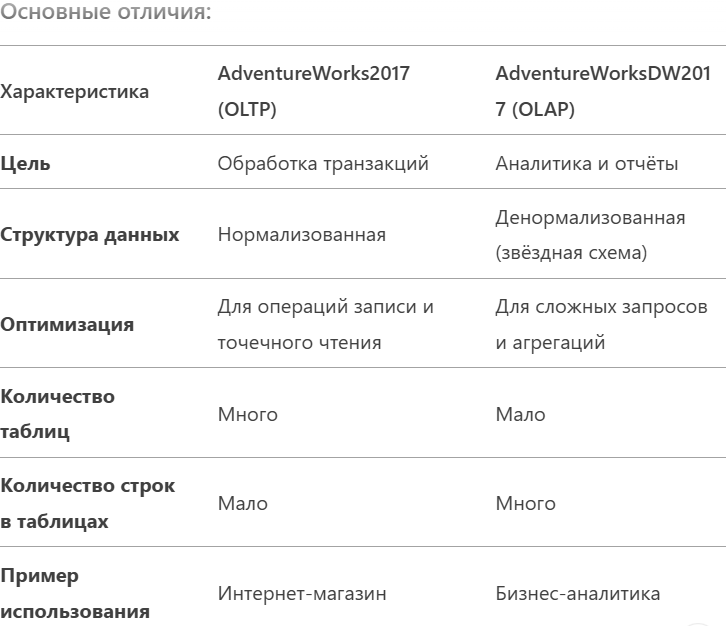 Основные отличия:
Характеристика
AdventureWorks2017
(OLTP)
AdventureWorksDW201
7 (OLAP)
Цель
Обработка транзакций
Аналитика и отчёты
Структура данных
Нормализованная
Денормализованная
(звёздная схема)
Оптимизация
Для операций записи и
точечного чтения
Для сложных запросов
и агрегаций
Количество
таблиц
Много
Мало
Количество строк
в таблицах
Мало
Много
Пример
использования
Интернет-магазин
Бизнес-аналитика